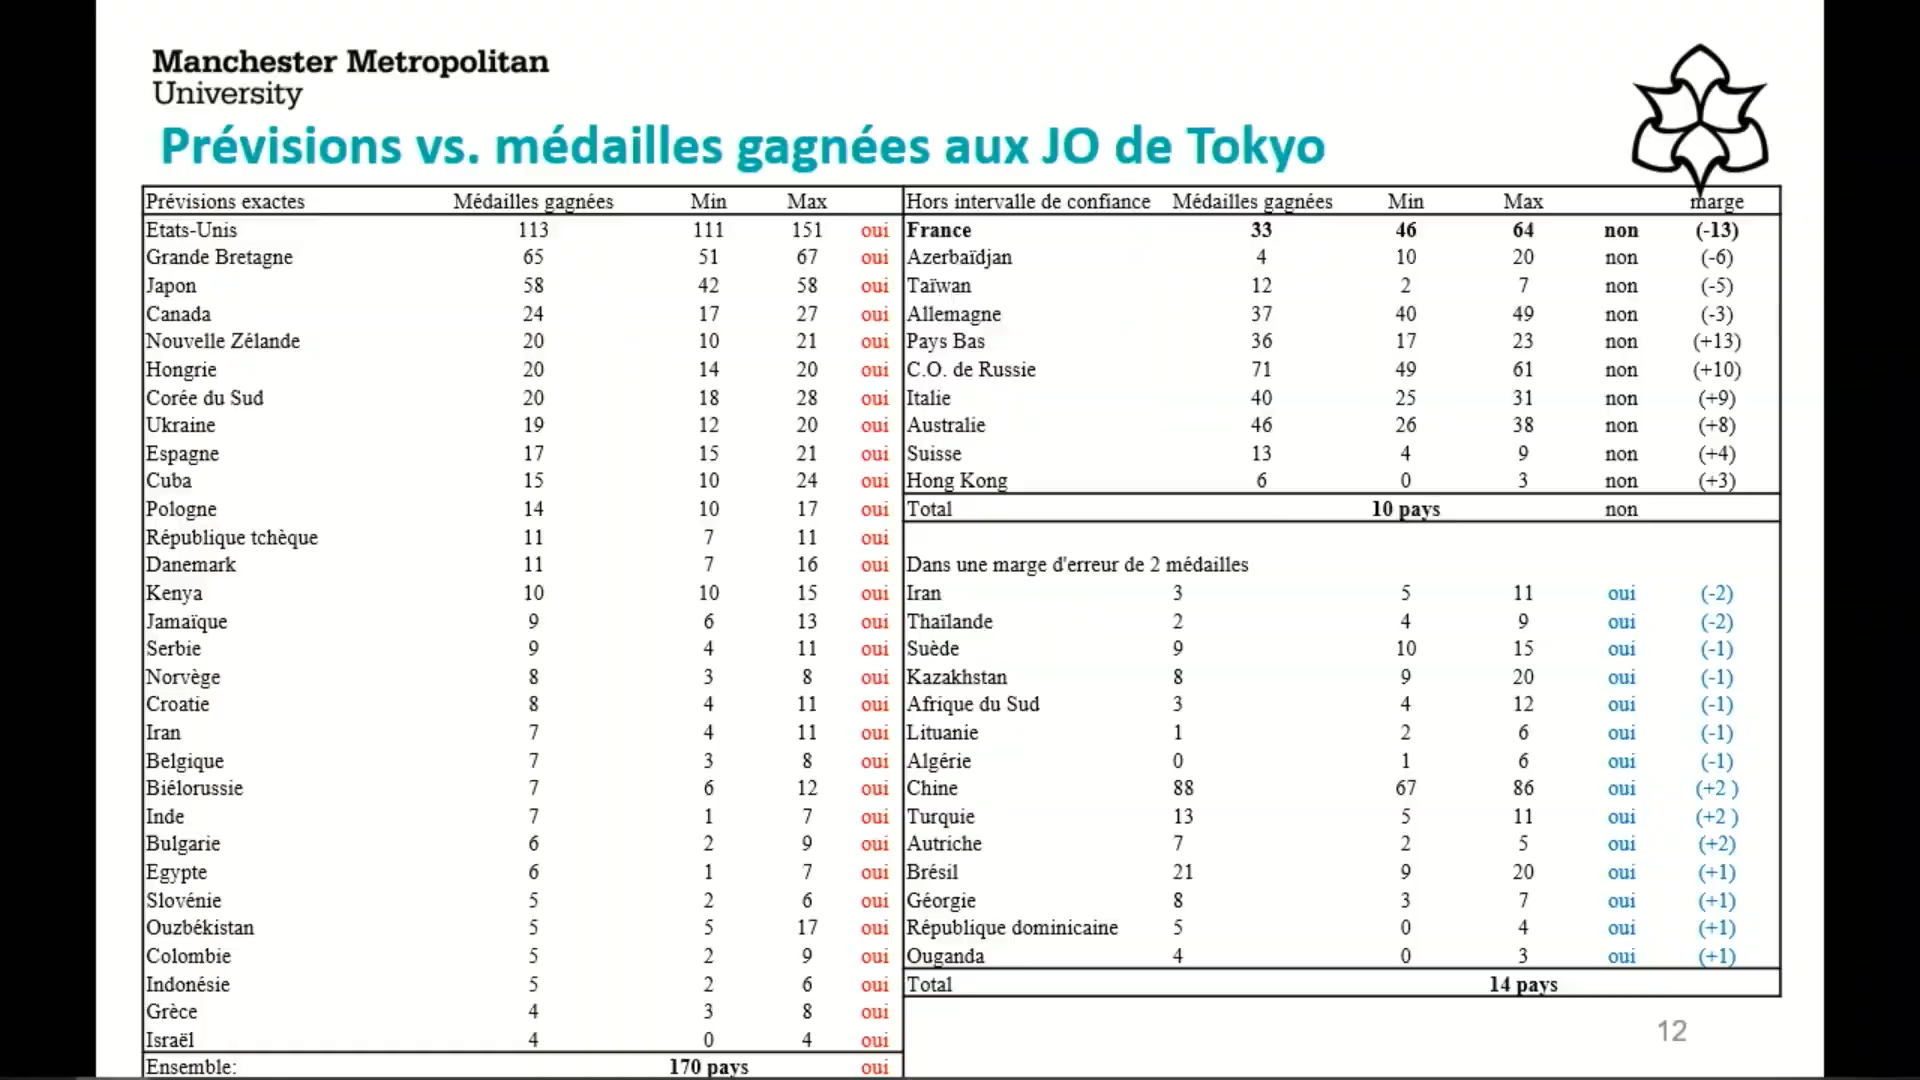 Manchester Metropolitan
University
Prévisions vs. médailles gagnées aux JO de Tokyo
Prévisions exactes Médailles gagnées Min Max
Etats-Unis 113 111 151 oui
Grande Bretagne 65 51 67 oui
Japon 58 42 58 oui
Canada 24 17 27 oui
Nouvelle Zélande 20 10 21 oui
Hongrie 20 14 20 oui
Corée du Sud 20 18 28 oui
Ukraine 19 12 20 oui
Espagne 17 15 21 oui
Cuba 15 10 24 oui
Pologne 14 10 17 oui
République tchèque 11 7 11 oui
Danemark 11 7 16 oui
Kenya 10 10 15 oui
Jamaïque 9 6 13 oui
Serbie 9 4 11 oui
Norvège 8 3 8 oui
Croatie 8 4 11 oui
Iran 7 4 11 oui
Belgique 7 3 8 oui
Biélorussie 7 6 12 oui
Inde 7 1 7 oui
Bulgarie 6 2 9 oui
Egypte 6 1 7 oui
Slovénie 5 2 6 oui
Ouzbékistan 5 5 17 oui
Colombie 5 2 9 oui
Indonésie 5 2 6 oui
Grèce 4 3 8 oui
Israël 4 0 4 oui
Ensemble: 170 pays oui
Hors intervalle de confiance Médailles gagnées Min Max marge
France 33 46 64 non (-13)
Azerbaïdjan 4 10 20 non (-6)
Taïwan 12 2 7 non (-5)
Allemagne 37 40 49 non (-3)
Pays Bas 36 17 23 non (+13)
C.O. de Russie 71 49 61 non (+10)
Italie 40 25 31 non (+9)
Australie 46 26 38 non (+8)
Suisse 13 4 9 non (+4)
Hong Kong 6 0 3 non (+3)
Total 10 pays non
Dans une marge d'erreur de 2 médailles
Iran 3 5 11 oui (-2)
Thaïlande 2 4 9 oui (-2)
Suède 9 10 15 oui (-1)
Kazakhstan 8 9 20 oui (-1)
Afrique du Sud 3 4 12 oui (-1)
Lituanie 1 2 6 oui (-1)
Algérie 0 1 6 oui (-1)
Chine 88 67 86 oui (+2 )
Turquie 13 5 11 oui (+2 )
Autriche 7 2 5 oui (+2)
Brésil 21 9 20 oui (+1)
Géorgie 8 3 7 oui (+1)
République dominicaine 5 0 4 oui (+1)
Ouganda 4 0 3 oui (+1)
Total 14 pays
12